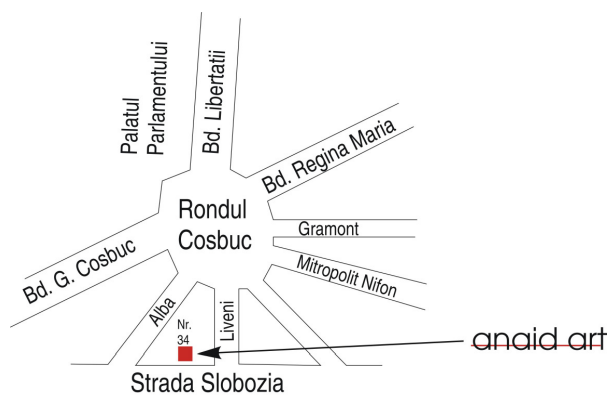 Palatul
Parlamentului
Bd. Libertatii
Bd. Regina Maria
Rondul
Cosbuc
Gramont
Mitropolit Nifon
Bd. G. Cosbuc
Alba
Nr.
34
Liveni
anaid art
Strada Slobozia